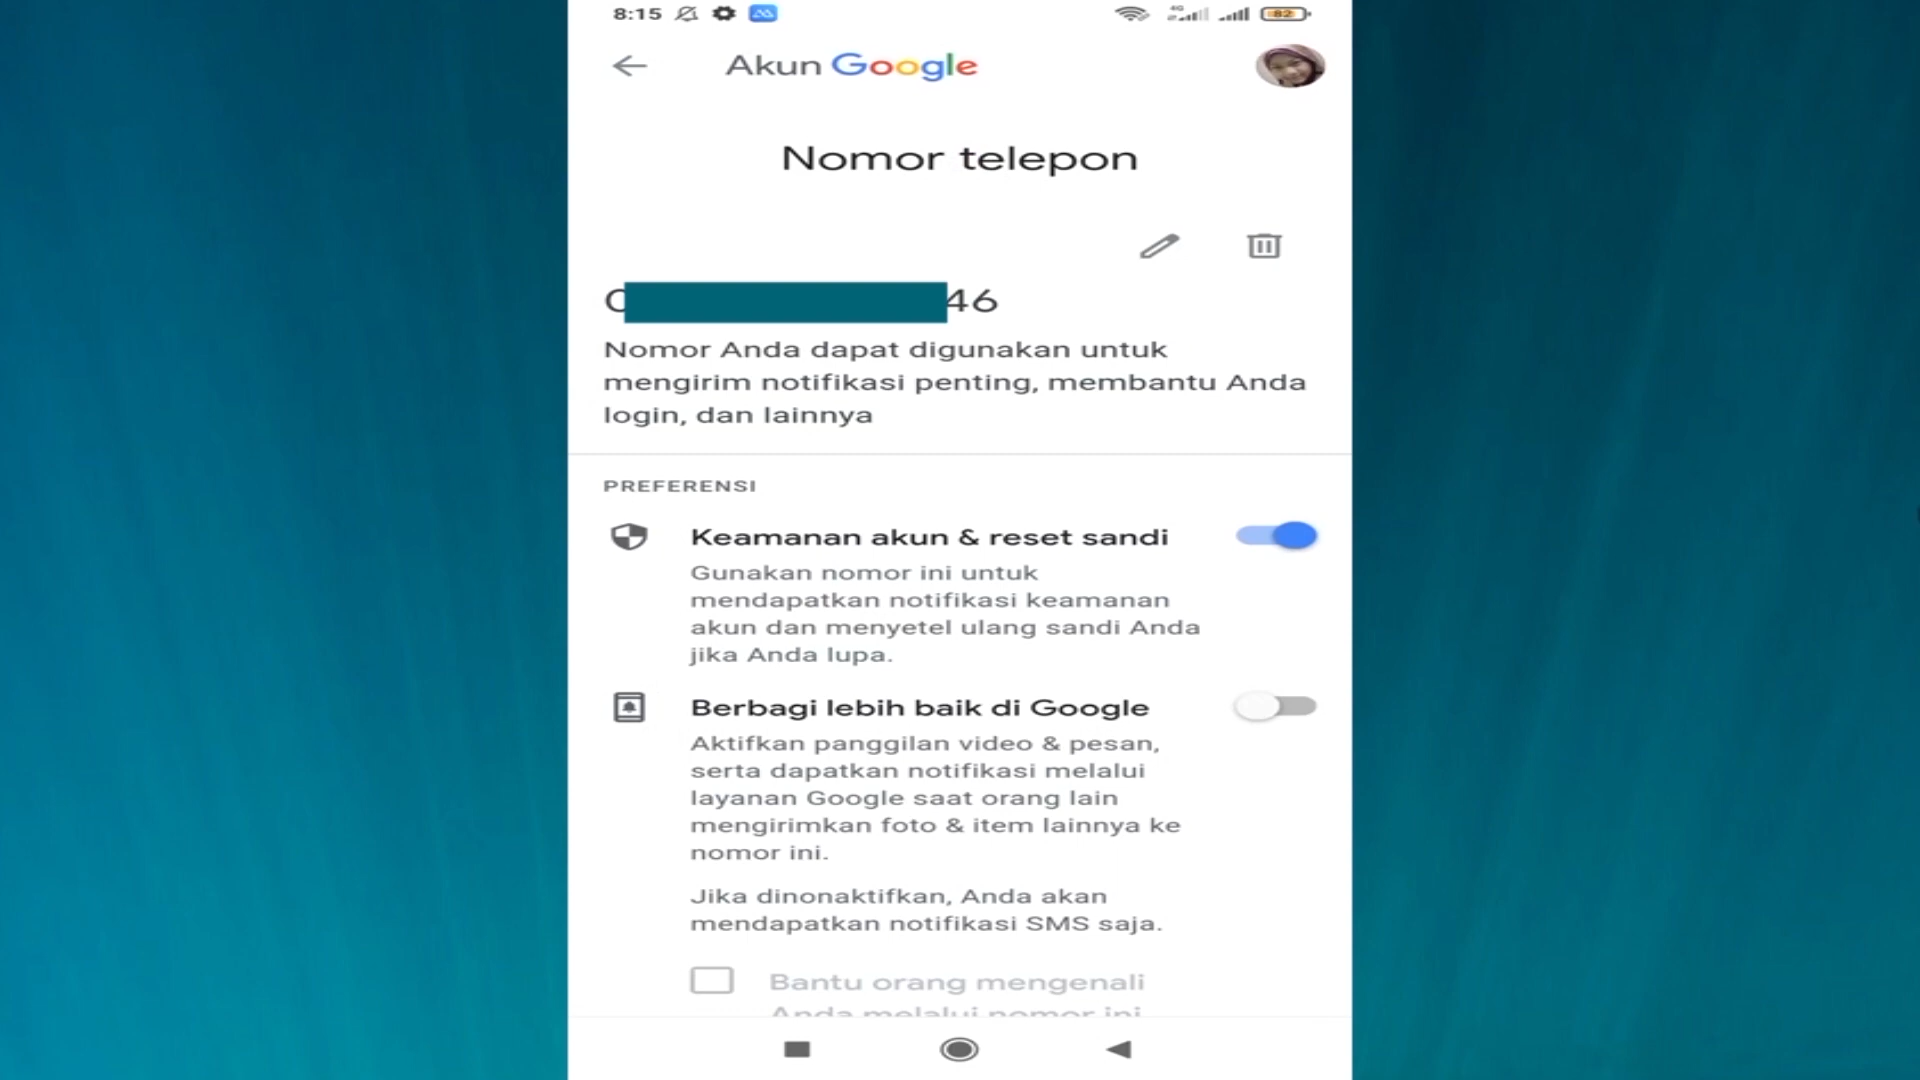 8:15 4G 82
Akun Google
Nomor telepon
46
Nomor Anda dapat digunakan untuk
mengirim notifikasi penting, membantu Anda
login, dan lainnya
PREFERENSI
Keamanan akun & reset sandi
Gunakan nomor ini untuk
mendapatkan notifikasi keamanan
akun dan menyetel ulang sandi Anda
jika Anda lupa.
Berbagi lebih baik di Google
Aktifkan panggilan video & pesan,
serta dapatkan notifikasi melalui
layanan Google saat orang lain
mengirimkan foto & item lainnya ke
nomor ini.
Jika dinonaktifkan, Anda akan
mendapatkan notifikasi SMS saja.
Bantu orang mengenali
Anda melalui nomor ini